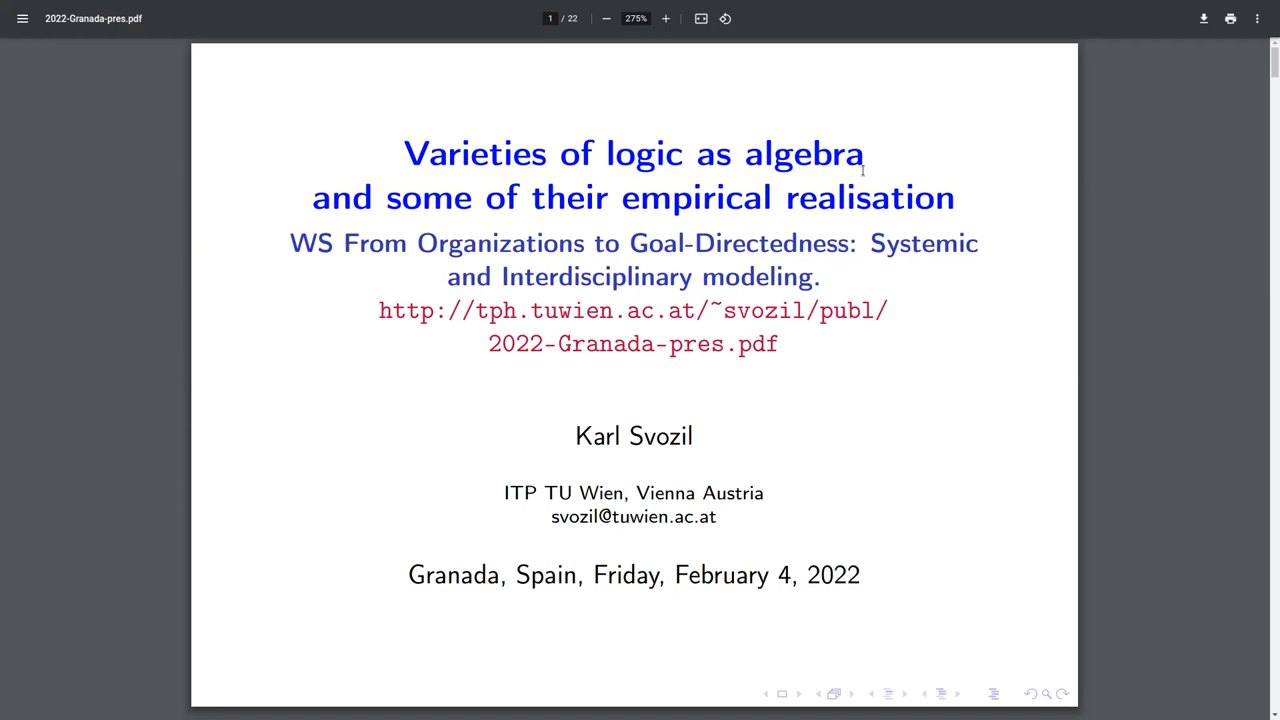 2022-Granada-pres.pdf
1 / 22
275%
Varieties of logic as algebra
and some of their empirical realisation
WS From Organizations to Goal-Directedness: Systemic
and Interdisciplinary modeling.
http://tph.tuwien.ac.at/~svozil/publ/
2022-Granada-pres.pdf
Karl Svozil
ITP TU Wien, Vienna Austria
svozil@tuwien.ac.at
Granada, Spain, Friday, February 4, 2022